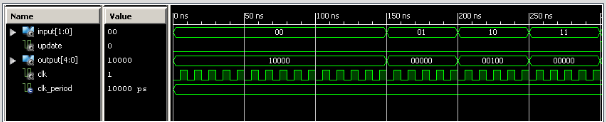 Name Value 0 ns 50 ns 100 ns 150 ns 200 ns 250 ns
input[1:0] 00 00 01 10 11
update 0
output[4:0] 10000 10000 00000 00100 00000
clk 1
clk_period 10000 ps